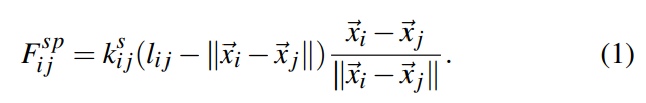 $F_{ij}^{sp} = k_{ij}^{s}(l_{ij} - \|\vec{x}_i - \vec{x}_j\|)\frac{\vec{x}_i - \vec{x}_j}{\|\vec{x}_i - \vec{x}_j\|}.$ (1)